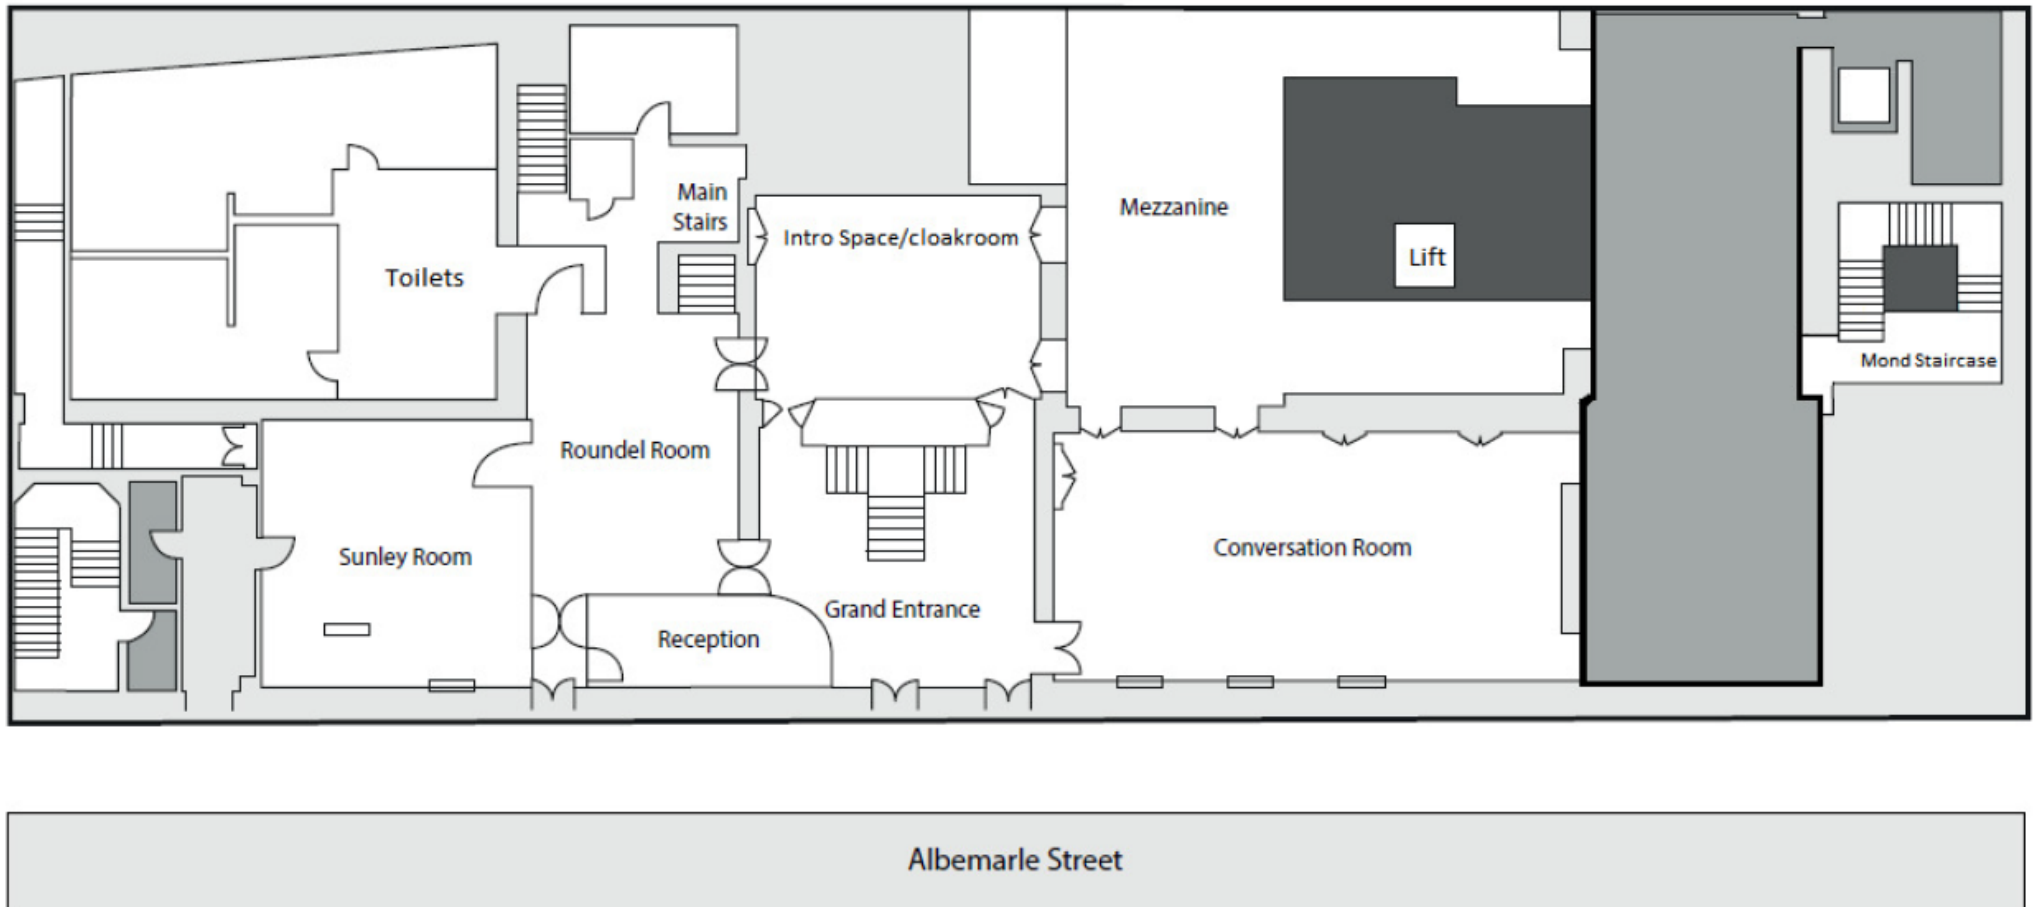 Main
Stairs
Mezzanine
Intro Space/cloakroom
Lift
Toilets
Mond Staircase
Roundel Room
Sunley Room
Conversation Room
Grand Entrance
Reception
Albemarle Street